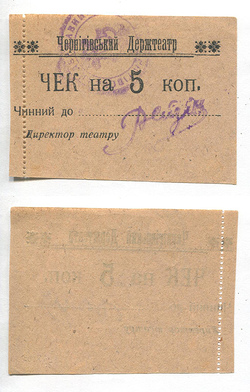 Чернігівський Держтеатр
ЧЕК на 5 коп.
Чинний до
Директор театру